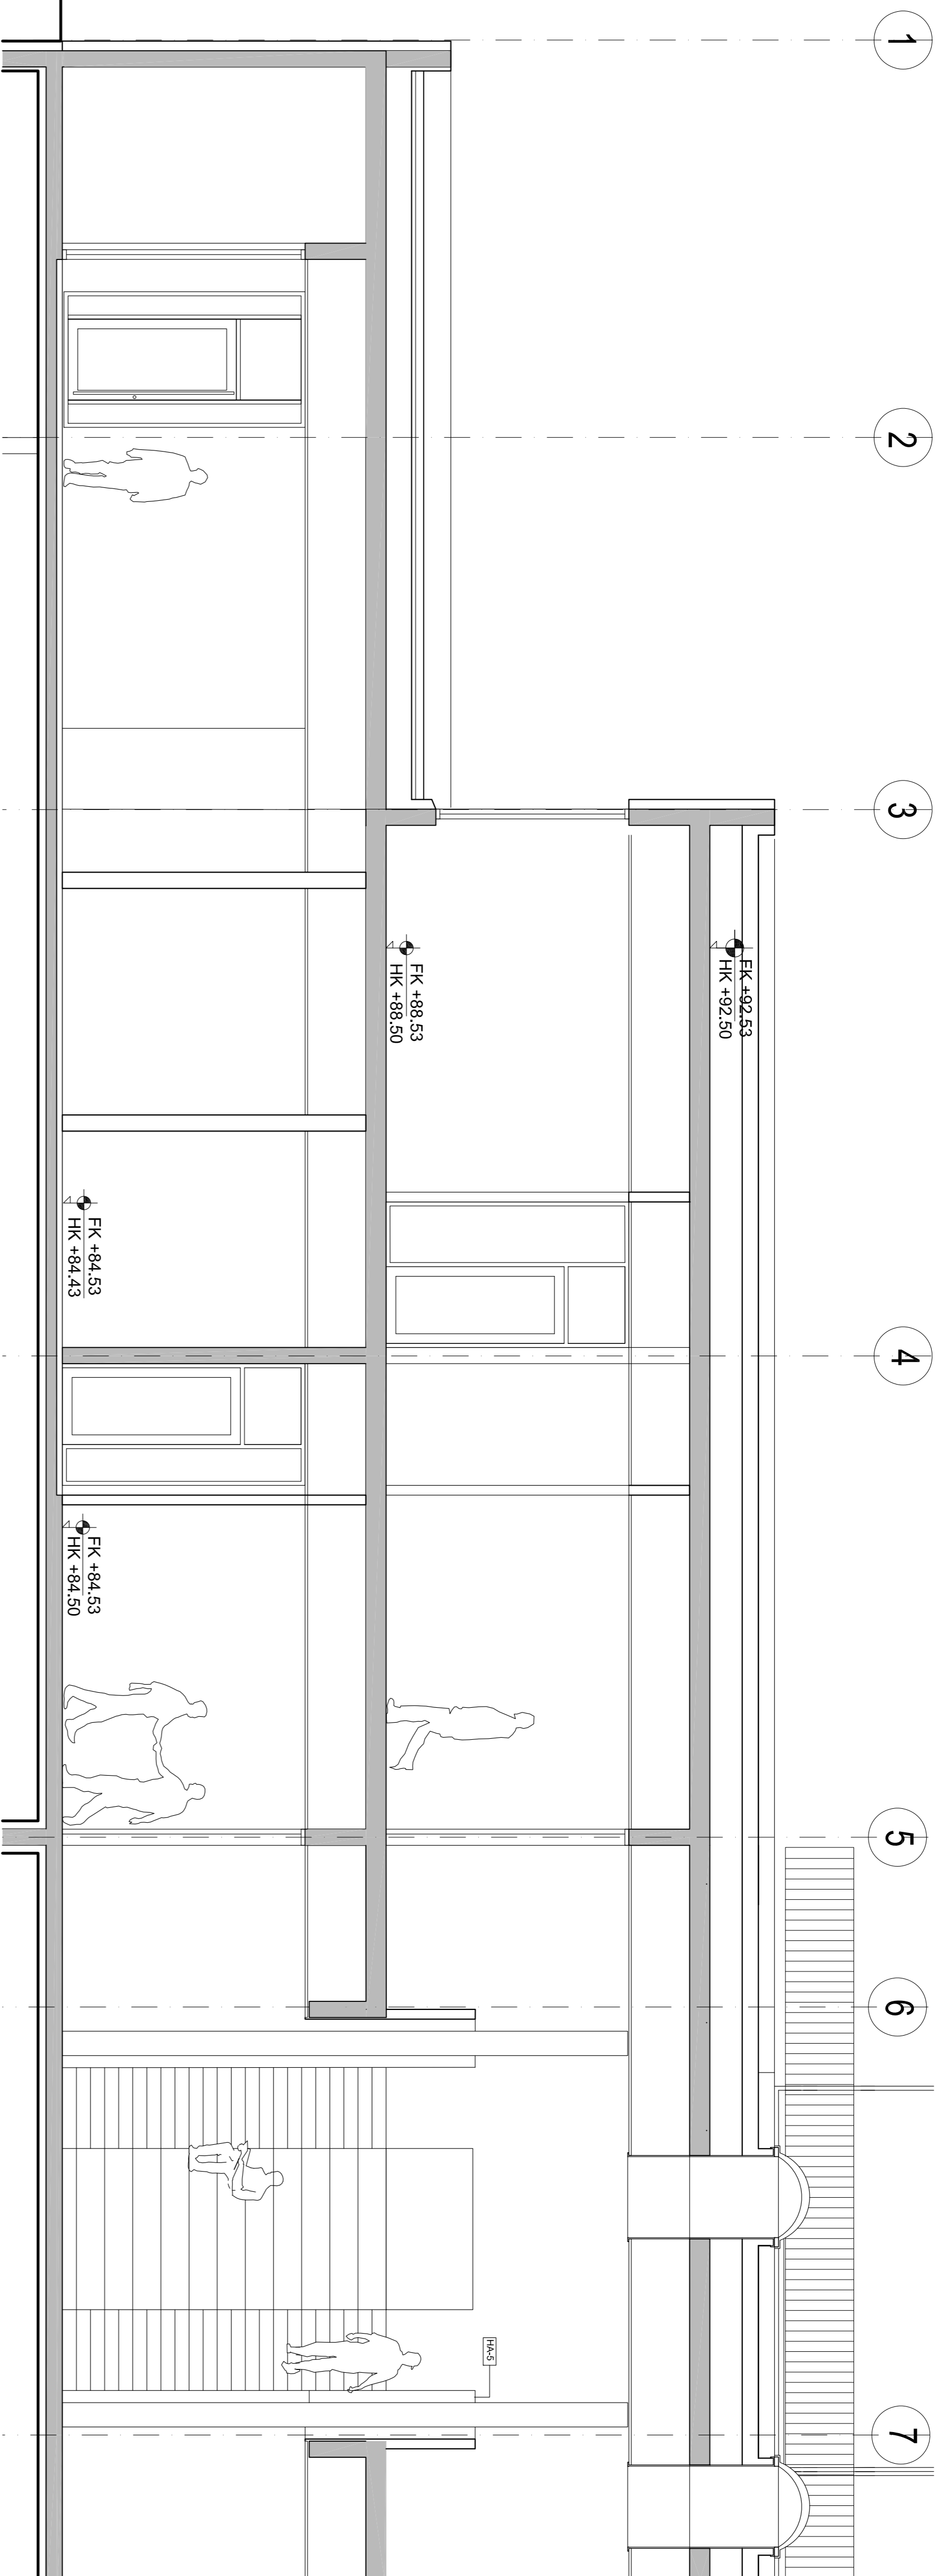 1
2
3
4
5
6
7
FK +92.53
HK +92.50
FK +88.53
HK +88.50
FK +84.53
HK +84.43
FK +84.53
HK +84.50
HA-5